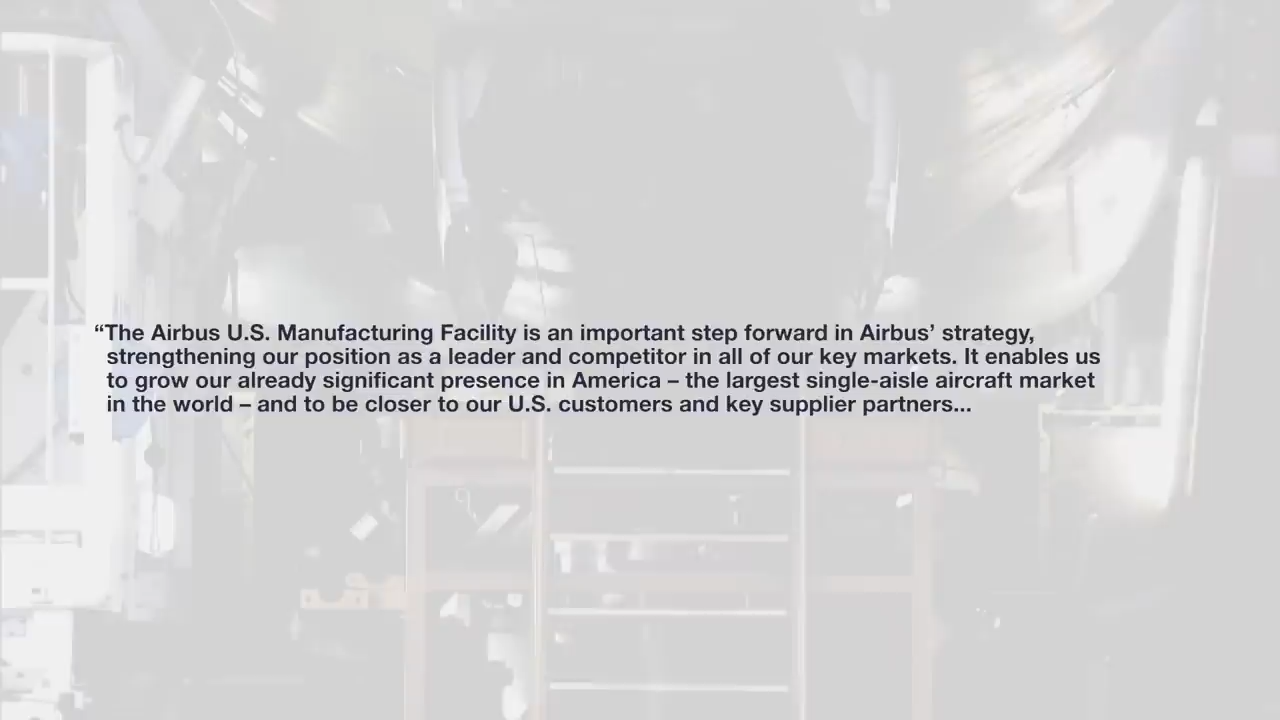 “The Airbus U.S. Manufacturing Facility is an important step forward in Airbus’ strategy,
strengthening our position as a leader and competitor in all of our key markets. It enables us
to grow our already significant presence in America – the largest single-aisle aircraft market
in the world – and to be closer to our U.S. customers and key supplier partners...